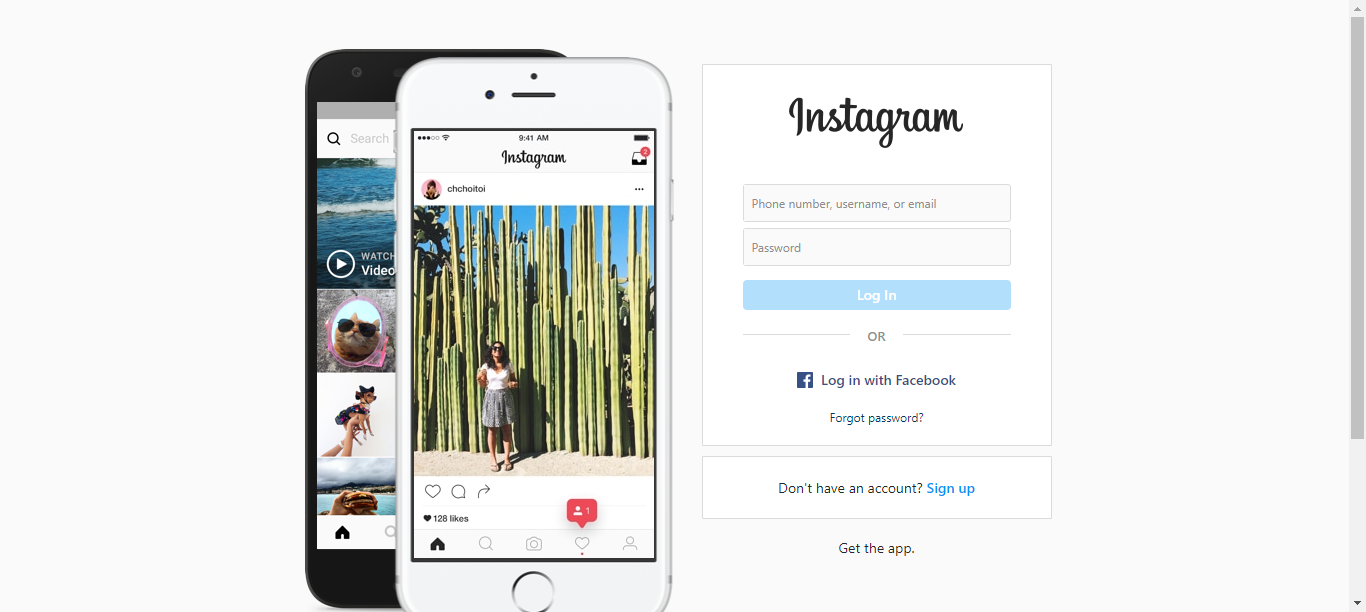 Search
WATCH
Video
9:41 AM
Instagram
2
chchoitoi
1
128 likes
Instagram
Phone number, username, or email
Password
Log In
OR
Log in with Facebook
Forgot password?
Don't have an account? Sign up
Get the app.